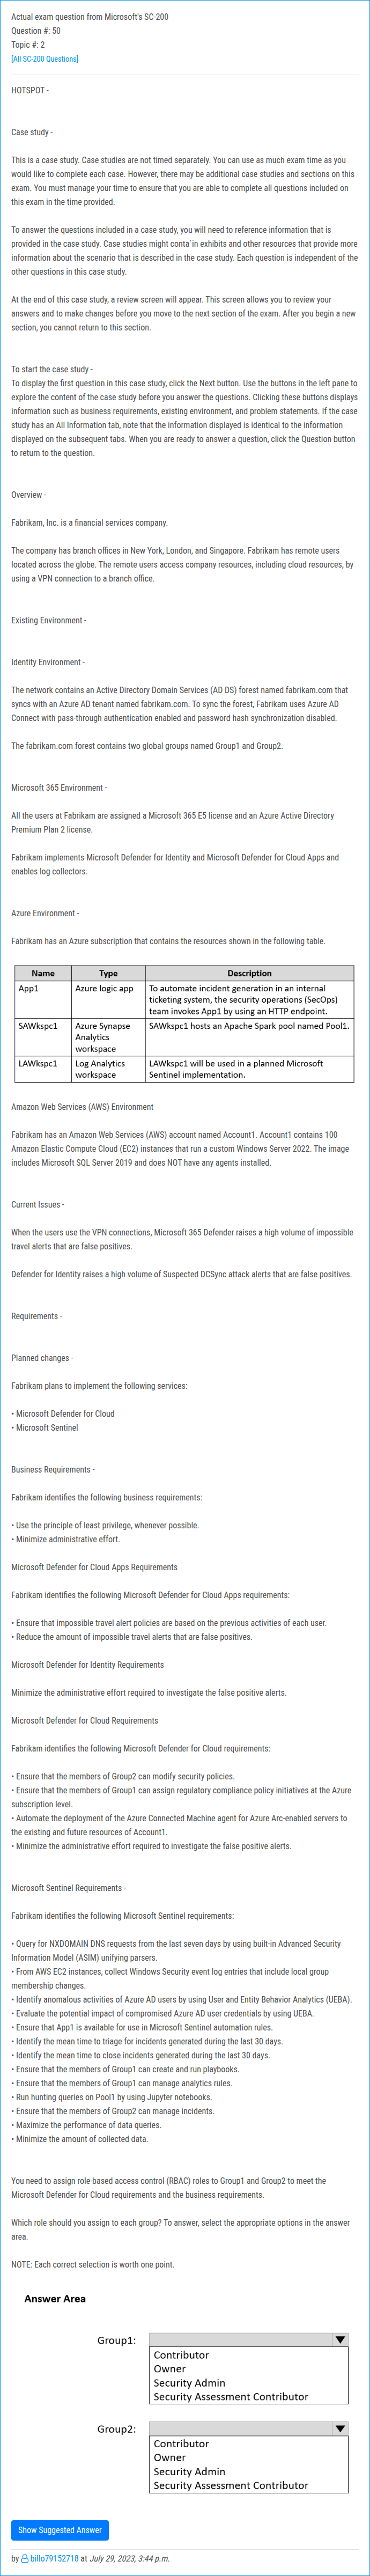 Actual exam question from Microsoft's SC-200
Question #: 50
Topic #: 2
[All SC-200 Questions]
HOTSPOT -
Case study -
This is a case study. Case studies are not timed separately. You can use as much exam time as you
would like to complete each case. However, there may be additional case studies and sections on this
exam. You must manage your time to ensure that you are able to complete all questions included on
this exam in the time provided.
To answer the questions included in a case study, you will need to reference information that is
provided in the case study. Case studies might conta`in exhibits and other resources that provide more
information about the scenario that is described in the case study. Each question is independent of the
other questions in this case study.
At the end of this case study, a review screen will appear. This screen allows you to review your
answers and to make changes before you move to the next section of the exam. After you begin a new
section, you cannot return to this section.
To start the case study -
To display the first question in this case study, click the Next button. Use the buttons in the left pane to
explore the content of the case study before you answer the questions. Clicking these buttons displays
information such as business requirements, existing environment, and problem statements. If the case
study has an All Information tab, note that the information displayed is identical to the information
displayed on the subsequent tabs. When you are ready to answer a question, click the Question button
to return to the question.
Overview -
Fabrikam, Inc. is a financial services company.
The company has branch offices in New York, London, and Singapore. Fabrikam has remote users
located across the globe. The remote users access company resources, including cloud resources, by
using a VPN connection to a branch office.
Existing Environment -
Identity Environment -
The network contains an Active Directory Domain Services (AD DS) forest named fabrikam.com that
syncs with an Azure AD tenant named fabrikam.com. To sync the forest, Fabrikam uses Azure AD
Connect with pass-through authentication enabled and password hash synchronization disabled.
The fabrikam.com forest contains two global groups named Group1 and Group2.
Microsoft 365 Environment -
All the users at Fabrikam are assigned a Microsoft 365 E5 license and an Azure Active Directory
Premium Plan 2 license.
Fabrikam implements Microsoft Defender for Identity and Microsoft Defender for Cloud Apps and
enables log collectors.
Azure Environment -
Fabrikam has an Azure subscription that contains the resources shown in the following table.
Name Type Description
App1 Azure logic app To automate incident generation in an internal
ticketing system, the security operations (SecOps)
team invokes App1 by using an HTTP endpoint.
SAWkspc1 Azure Synapse SAWkspc1 hosts an Apache Spark pool named Pool1.
Analytics
workspace
LAWkspc1 Log Analytics LAWkspc1 will be used in a planned Microsoft
workspace Sentinel implementation.
Amazon Web Services (AWS) Environment
Fabrikam has an Amazon Web Services (AWS) account named Account1. Account1 contains 100
Amazon Elastic Compute Cloud (EC2) instances that run a custom Windows Server 2022. The image
includes Microsoft SQL Server 2019 and does NOT have any agents installed.
Current Issues -
When the users use the VPN connections, Microsoft 365 Defender raises a high volume of impossible
travel alerts that are false positives.
Defender for Identity raises a high volume of Suspected DCSync attack alerts that are false positives.
Requirements -
Planned changes -
Fabrikam plans to implement the following services:
• Microsoft Defender for Cloud
• Microsoft Sentinel
Business Requirements -
Fabrikam identifies the following business requirements:
• Use the principle of least privilege, whenever possible.
• Minimize administrative effort.
Microsoft Defender for Cloud Apps Requirements
Fabrikam identifies the following Microsoft Defender for Cloud Apps requirements:
• Ensure that impossible travel alert policies are based on the previous activities of each user.
• Reduce the amount of impossible travel alerts that are false positives.
Microsoft Defender for Identity Requirements
Minimize the administrative effort required to investigate the false positive alerts.
Microsoft Defender for Cloud Requirements
Fabrikam identifies the following Microsoft Defender for Cloud requirements:
• Ensure that the members of Group2 can modify security policies.
• Ensure that the members of Group1 can assign regulatory compliance policy initiatives at the Azure
subscription level.
• Automate the deployment of the Azure Connected Machine agent for Azure Arc-enabled servers to
the existing and future resources of Account1.
• Minimize the administrative effort required to investigate the false positive alerts.
Microsoft Sentinel Requirements -
Fabrikam identifies the following Microsoft Sentinel requirements:
• Query for NXDOMAIN DNS requests from the last seven days by using built-in Advanced Security
Information Model (ASIM) unifying parsers.
• From AWS EC2 instances, collect Windows Security event log entries that include local group
membership changes.
• Identify anomalous activities of Azure AD users by using User and Entity Behavior Analytics (UEBA).
• Evaluate the potential impact of compromised Azure AD user credentials by using UEBA.
• Ensure that App1 is available for use in Microsoft Sentinel automation rules.
• Identify the mean time to triage for incidents generated during the last 30 days.
• Identify the mean time to close incidents generated during the last 30 days.
• Ensure that the members of Group1 can create and run playbooks.
• Ensure that the members of Group1 can manage analytics rules.
• Run hunting queries on Pool1 by using Jupyter notebooks.
• Ensure that the members of Group2 can manage incidents.
• Maximize the performance of data queries.
• Minimize the amount of collected data.
You need to assign role-based access control (RBAC) roles to Group1 and Group2 to meet the
Microsoft Defender for Cloud requirements and the business requirements.
Which role should you assign to each group? To answer, select the appropriate options in the answer
area.
NOTE: Each correct selection is worth one point.
Answer Area
Group1:
Contributor
Owner
Security Admin
Security Assessment Contributor
Group2:
Contributor
Owner
Security Admin
Security Assessment Contributor
Show Suggested Answer
by billo79152718 at July 29, 2023, 3:44 p.m.